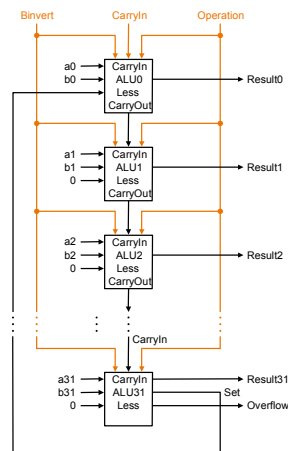 Binvert CarryIn Operation
a0 CarryIn
b0 ALU0 Result0
Less
CarryOut
a1 CarryIn
b1 ALU1 Result1
0 Less
CarryOut
a2 CarryIn
b2 ALU2 Result2
0 Less
CarryOut
CarryIn
a31 CarryIn Result31
b31 ALU31 Set
0 Less Overflow